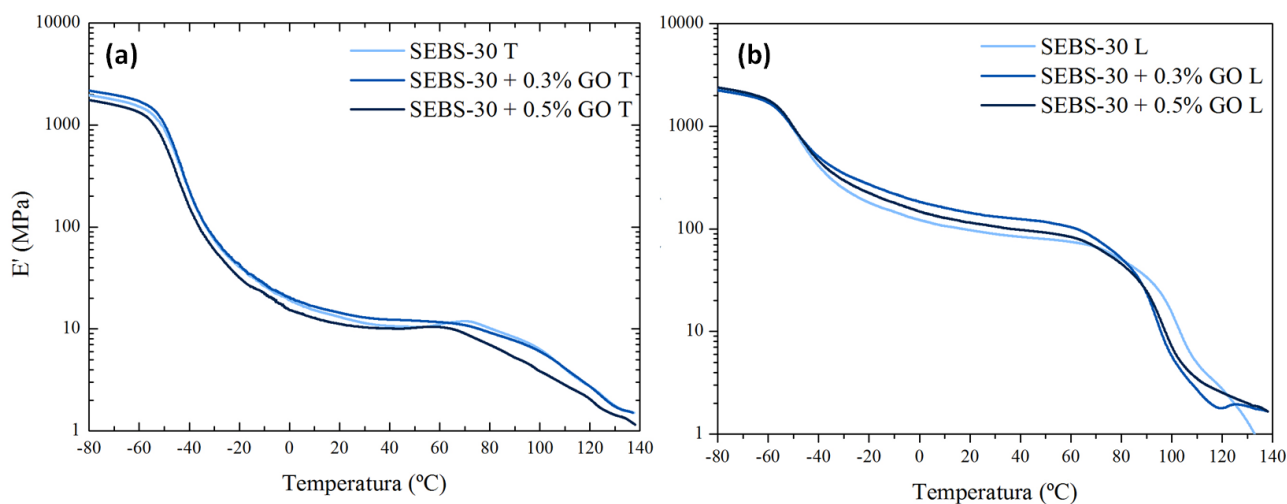 (a)
SEBS-30 T
SEBS-30 + 0.3% GO T
SEBS-30 + 0.5% GO T
10000
1000
100
10
1
E' (MPa)
-80 -60 -40 -20 0 20 40 60 80 100 120 140
Temperatura (ºC)
(b)
SEBS-30 L
SEBS-30 + 0.3% GO L
SEBS-30 + 0.5% GO L
10000
1000
100
10
1
-80 -60 -40 -20 0 20 40 60 80 100 120 140
Temperatura (ºC)